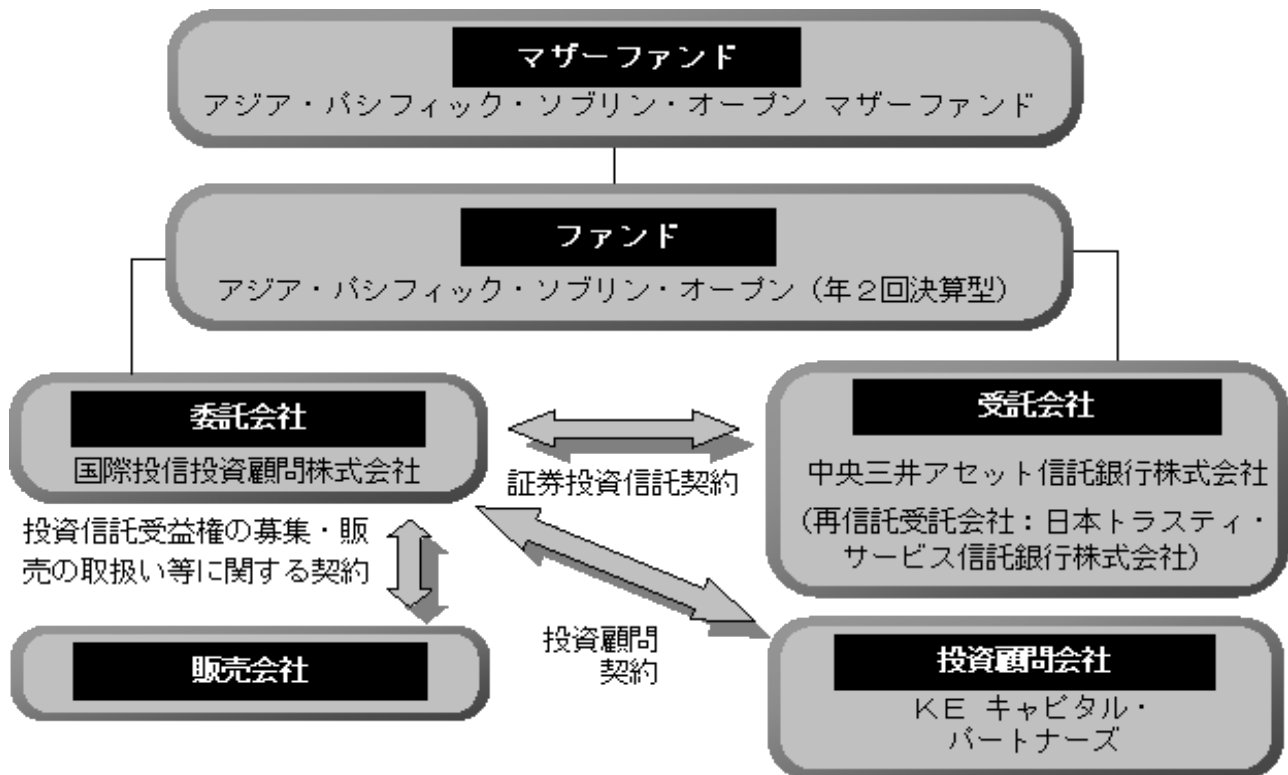 マザーファンド
アジア・パシフィック・ソブリン・オープン マザーファンド
ファンド
アジア・パシフィック・ソブリン・オープン（年２回決算型）
委託会社
国際投信投資顧問株式会社
証券投資信託契約
受託会社
中央三井アセット信託銀行株式会社
（再信託受託会社：日本トラスティ・
サービス信託銀行株式会社）
投資信託受益権の募集・販
売の取扱い等に関する契約
投資顧問
契約
販売会社
投資顧問会社
ＫＥ キャピタル・
パートナーズ